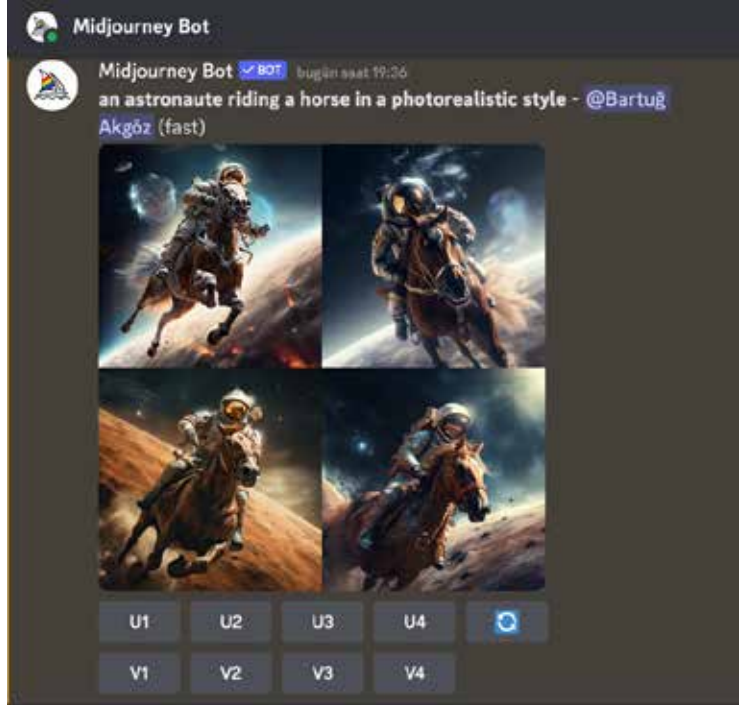 Midjourney Bot
Midjourney Bot ✓ BOT bugün saat 19:36
an astronaute riding a horse in a photorealistic style - @Bartuğ
Akgöz (fast)
U1 U2 U3 U4
V1 V2 V3 V4